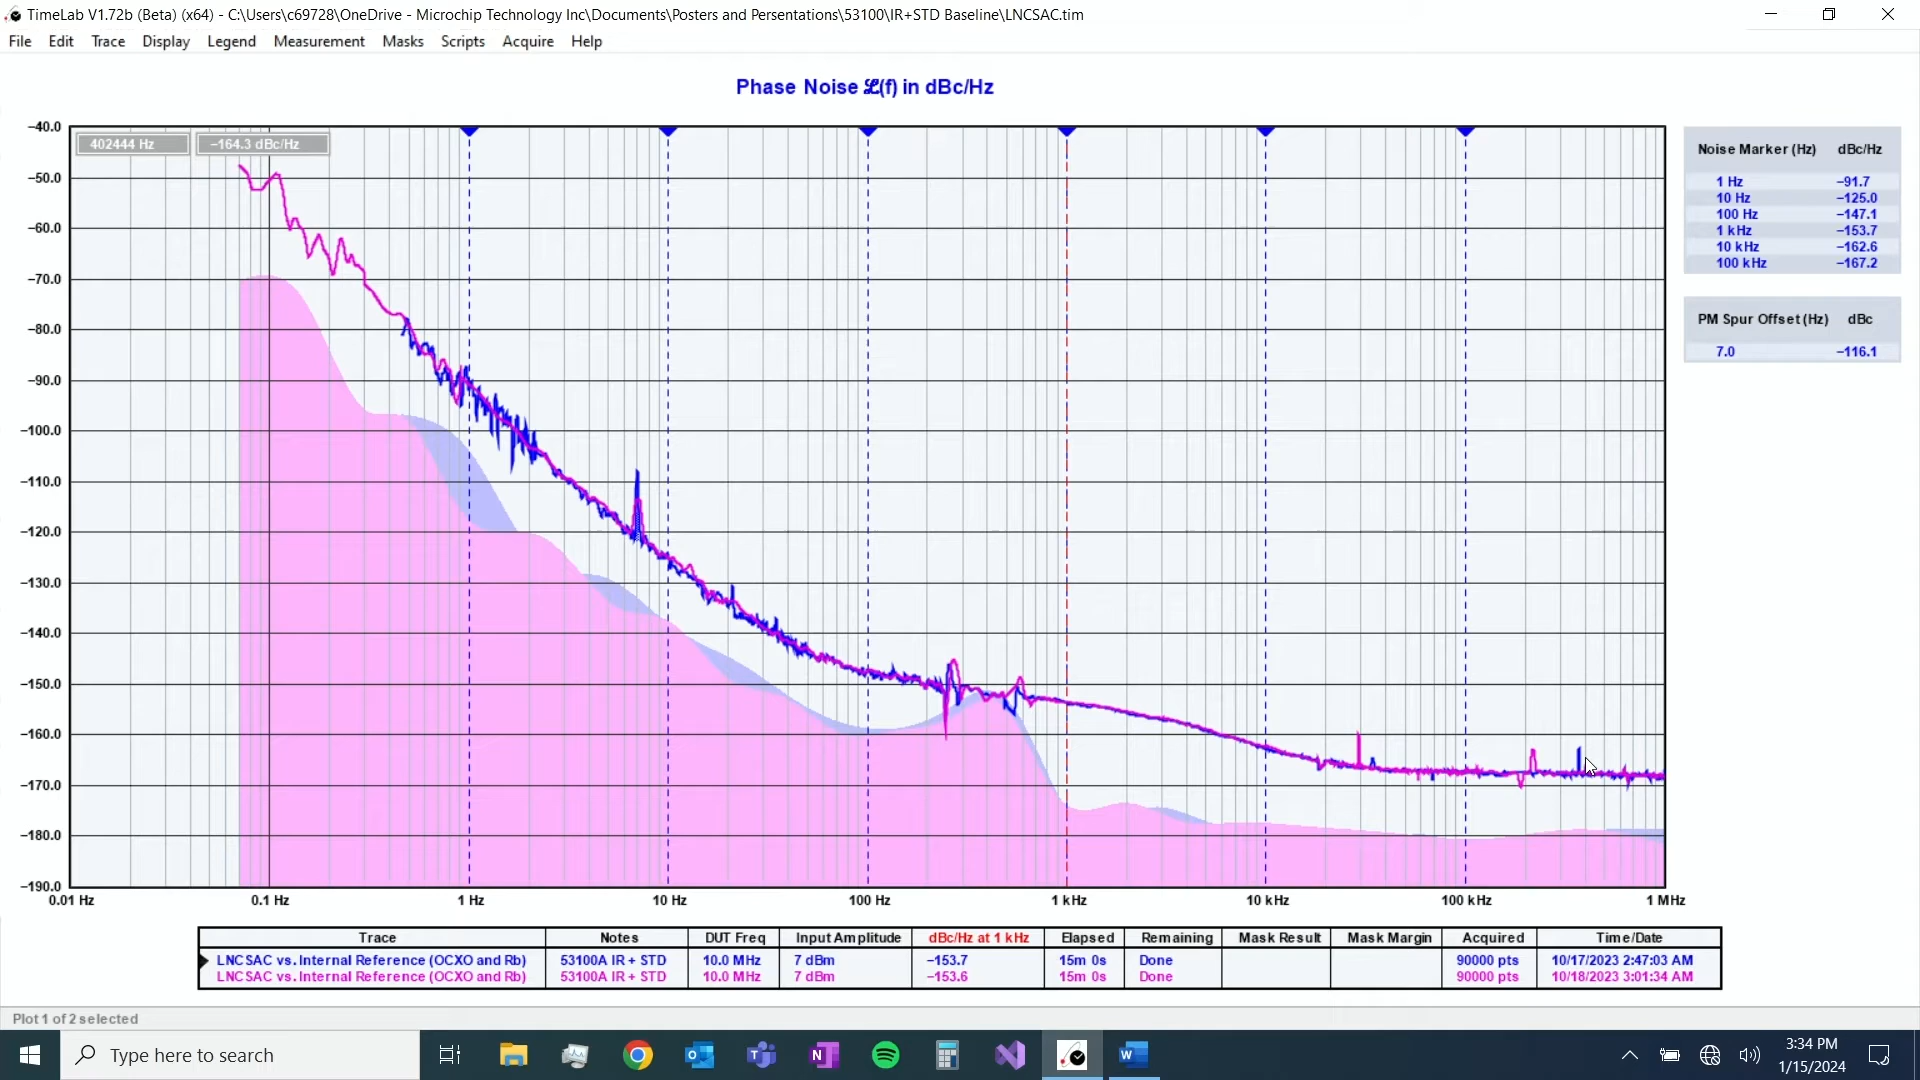 TimeLab V1.72b (Beta) (x64) - C:\Users\c69728\OneDrive - Microchip Technology Inc\Documents\Posters and Persentations\53100\IR+STD Baseline\LNCSAC.tim
File Edit Trace Display Legend Measurement Masks Scripts Acquire Help
Phase Noise ℒ(f) in dBc/Hz
402444 Hz -164.3 dBc/Hz
-40.0
-50.0
-60.0
-70.0
-80.0
-90.0
-100.0
-110.0
-120.0
-130.0
-140.0
-150.0
-160.0
-170.0
-180.0
-190.0
0.01 Hz 0.1 Hz 1 Hz 10 Hz 100 Hz 1 kHz 10 kHz 100 kHz 1 MHz
Noise Marker (Hz) dBc/Hz
1 Hz -91.7
10 Hz -125.0
100 Hz -147.1
1 kHz -153.7
10 kHz -162.6
100 kHz -167.2
PM Spur Offset (Hz) dBc
7.0 -116.1
Trace Notes DUT Freq Input Amplitude dBc/Hz at 1 kHz Elapsed Remaining Mask Result Mask Margin Acquired Time/Date
LNCSAC vs. Internal Reference (OCXO and Rb) 53100A IR + STD 10.0 MHz 7 dBm -153.7 15m 0s Done 90000 pts 10/17/2023 2:47:03 AM
LNCSAC vs. Internal Reference (OCXO and Rb) 53100A IR + STD 10.0 MHz 7 dBm -153.6 15m 0s Done 90000 pts 10/18/2023 3:01:34 AM
Plot 1 of 2 selected
Type here to search
3:34 PM
1/15/2024